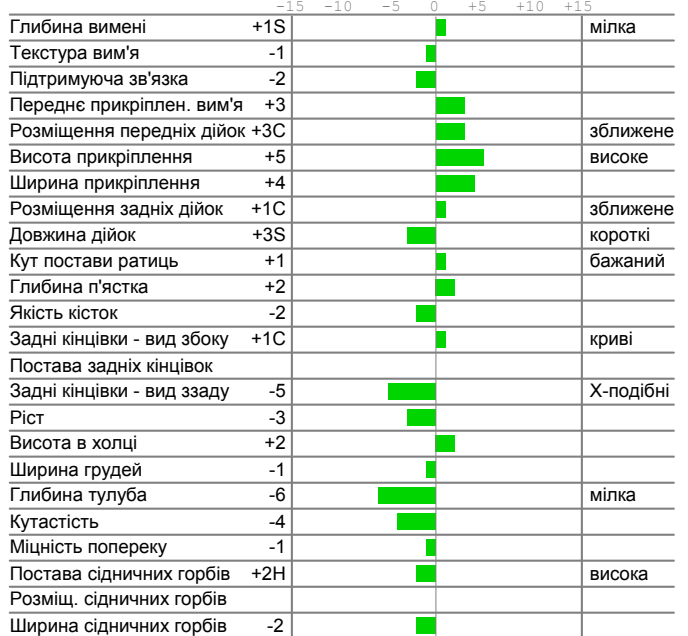 -15 -10 -5 0 +5 +10 +15
Глибина вимені +1S мілка
Текстура вим'я -1
Підтримуюча зв'язка -2
Переднє прикріплен. вим'я +3
Розміщення передніх дійок +3C зближене
Висота прикріплення +5 високе
Ширина прикріплення +4
Розміщення задніх дійок +1C зближене
Довжина дійок +3S короткі
Кут постави ратиць +1 бажаний
Глибина п'ястка +2
Якість кісток -2
Задні кінцівки - вид збоку +1C криві
Постава задніх кінцівок
Задні кінцівки - вид ззаду -5 Х-подібні
Ріст -3
Висота в холці +2
Ширина грудей -1
Глибина тулуба -6 мілка
Кутастість -4
Міцність попереку -1
Постава сідничних горбів +2H висока
Розміщ. сідничних горбів
Ширина сідничних горбів -2